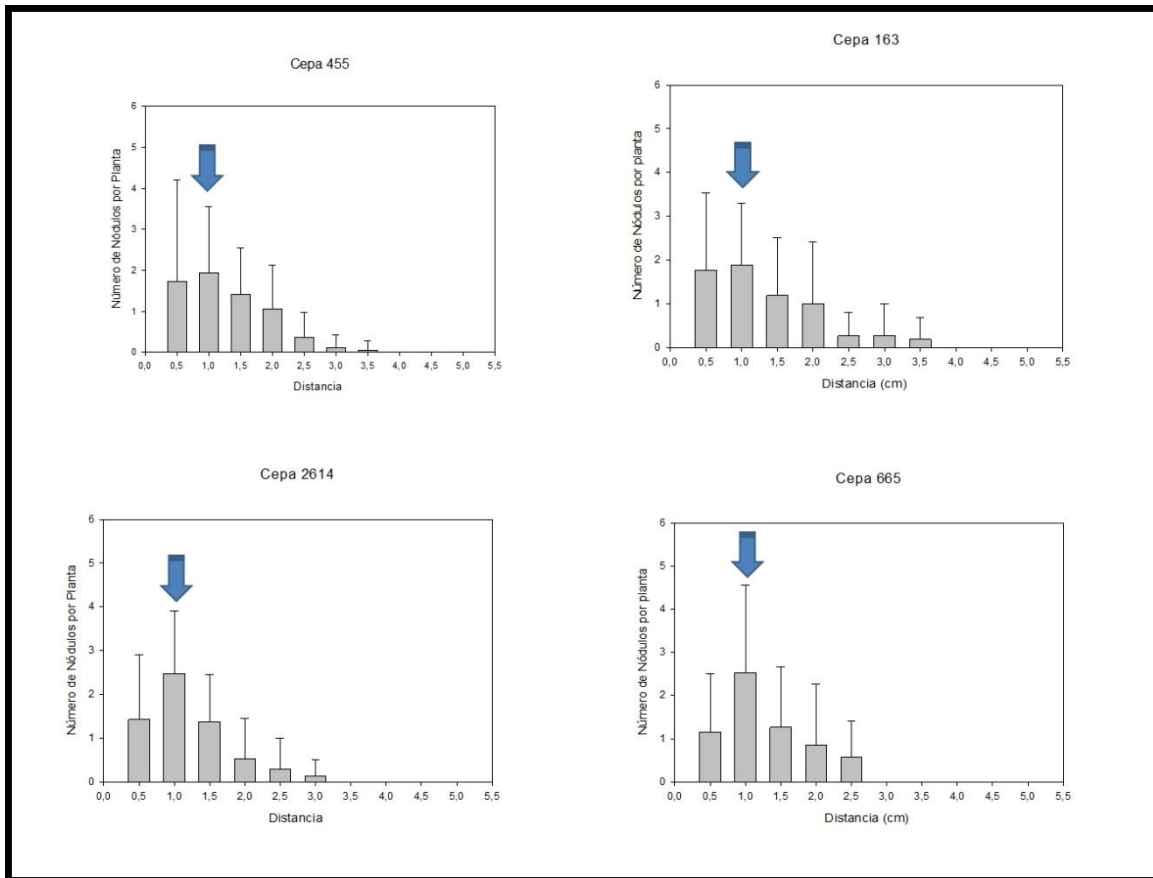 Cepa 455
Número de Nódulos por Planta
6
5
4
3
2
1
0
0,0 0,5 1,0 1,5 2,0 2,5 3,0 3,5 4,0 4,5 5,0 5,5
Distancia
Cepa 163
Número de Nódulos por planta
6
5
4
3
2
1
0
0,0 0,5 1,0 1,5 2,0 2,5 3,0 3,5 4,0 4,5 5,0 5,5
Distancia (cm)
Cepa 2614
Número de Nódulos por Planta
6
5
4
3
2
1
0
0,0 0,5 1,0 1,5 2,0 2,5 3,0 3,5 4,0 4,5 5,0 5,5
Distancia
Cepa 665
Número de Nódulos por planta
6
5
4
3
2
1
0
0,0 0,5 1,0 1,5 2,0 2,5 3,0 3,5 4,0 4,5 5,0 5,5
Distancia (cm)